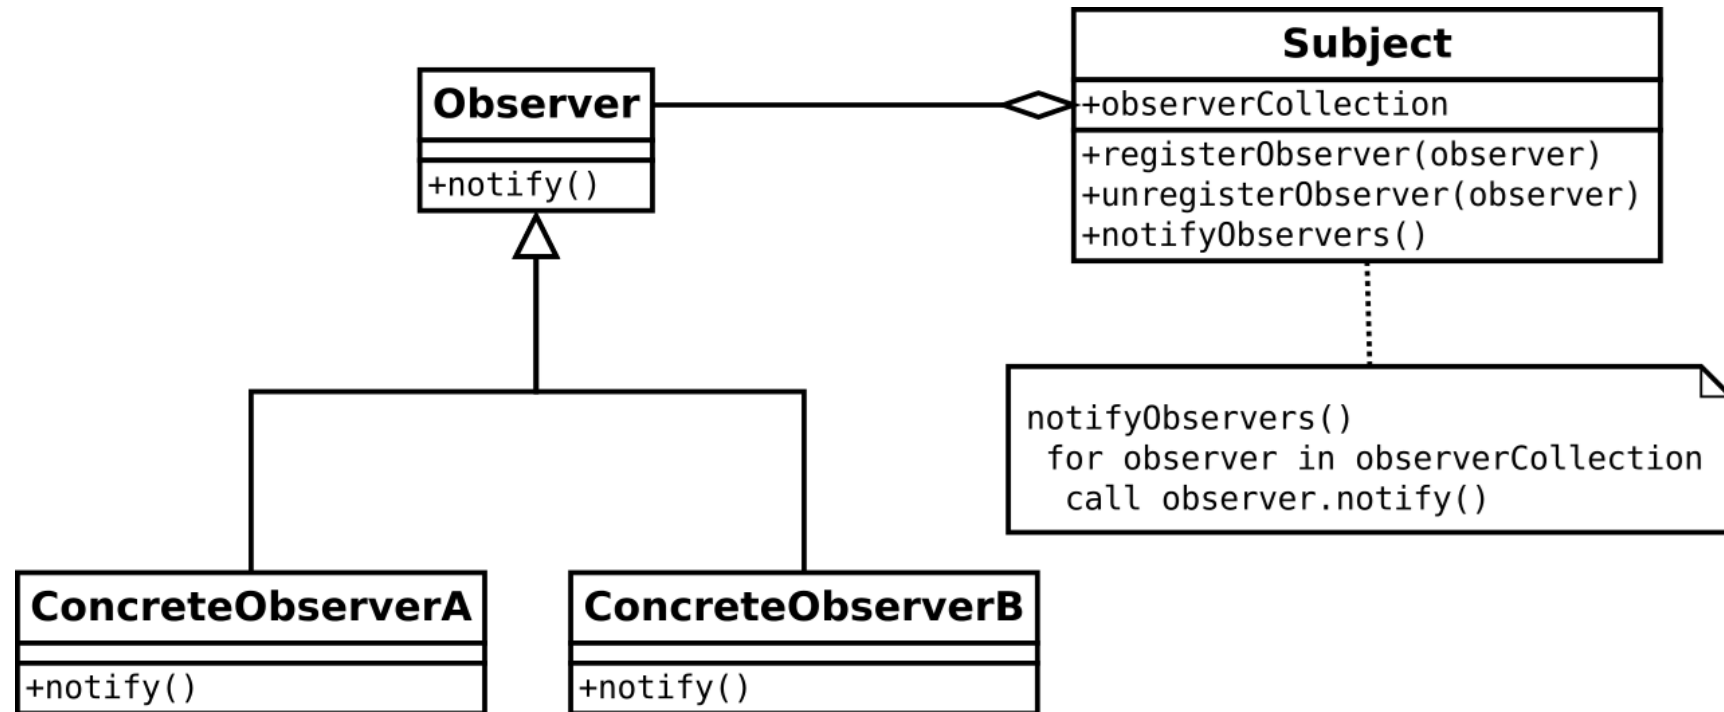 Subject
+observerCollection
+registerObserver(observer)
+unregisterObserver(observer)
+notifyObservers()
Observer
+notify()
notifyObservers()
 for observer in observerCollection
  call observer.notify()
ConcreteObserverA
+notify()
ConcreteObserverB
+notify()